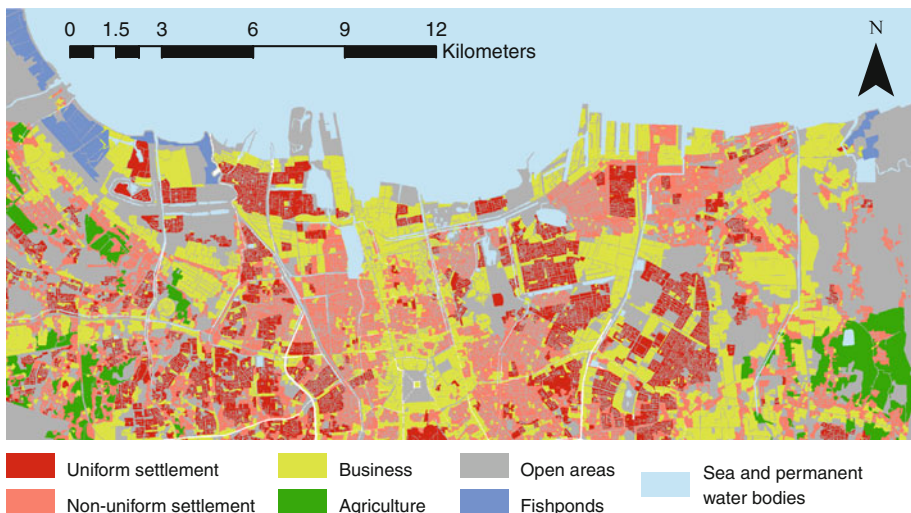 0 1.5 3 6 9 12
Kilometers
N
Uniform settlement
Non-uniform settlement
Business
Agriculture
Open areas
Fishponds
Sea and permanent
water bodies